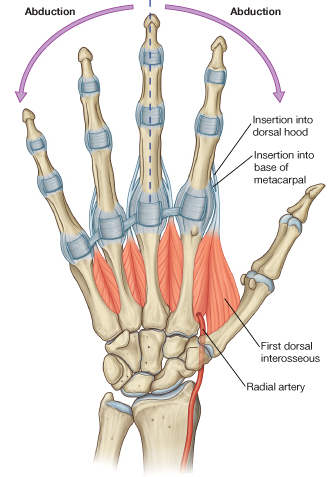 Abduction
Abduction
Insertion into
dorsal hood
Insertion into
base of
metacarpal
First dorsal
interosseous
Radial artery